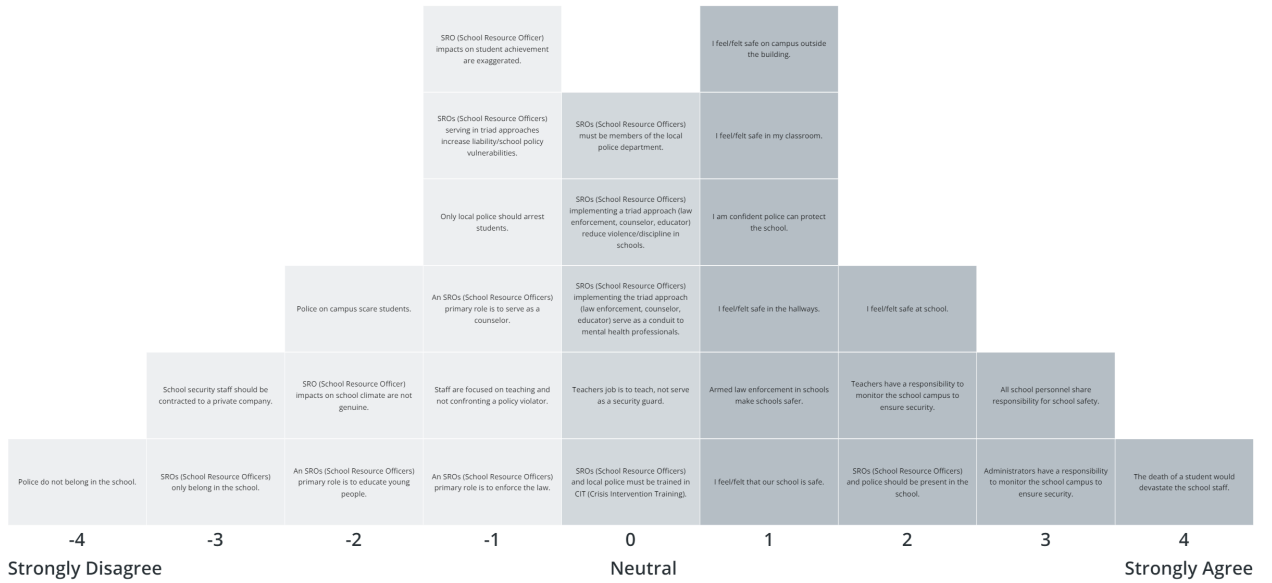 SRO (School Resource Officer)
impacts on student achievement
are exaggerated.
I feel/felt safe on campus outside
the building.
SROs (School Resource Officers)
serving in triad approaches
increase liability/school policy
vulnerabilities.
SROs (School Resource Officers)
must be members of the local
police department.
I feel/felt safe in my classroom.
Only local police should arrest
students.
SROs (School Resource Officers)
implementing a triad approach (law
enforcement, counselor, educator)
reduce violence/discipline in
schools.
I am confident police can protect
the school.
Police on campus scare students.
An SROs (School Resource Officers)
primary role is to serve as a
counselor.
SROs (School Resource Officers)
implementing the triad approach
(law enforcement, counselor,
educator) serve as a conduit to
mental health professionals.
I feel/felt safe in the hallways.
I feel/felt safe at school.
School security staff should be
contracted to a private company.
SRO (School Resource Officer)
impacts on school climate are not
genuine.
Staff are focused on teaching and
not confronting a policy violator.
Teachers job is to teach, not serve
as a security guard.
Armed law enforcement in schools
make schools safer.
Teachers have a responsibility to
monitor the school campus to
ensure security.
All school personnel share
responsibility for school safety.
Police do not belong in the school.
SROs (School Resource Officers)
only belong in the school.
An SROs (School Resource Officers)
primary role is to educate young
people.
An SROs (School Resource Officers)
primary role is to enforce the law.
SROs (School Resource Officers)
and local police must be trained in
CIT (Crisis Intervention Training).
I feel/felt that our school is safe.
SROs (School Resource Officers)
and police should be present in the
school.
Administrators have a responsibility
to monitor the school campus to
ensure security.
The death of a student would
devastate the school staff.
-4 -3 -2 -1 0 1 2 3 4
Strongly Disagree Neutral Strongly Agree